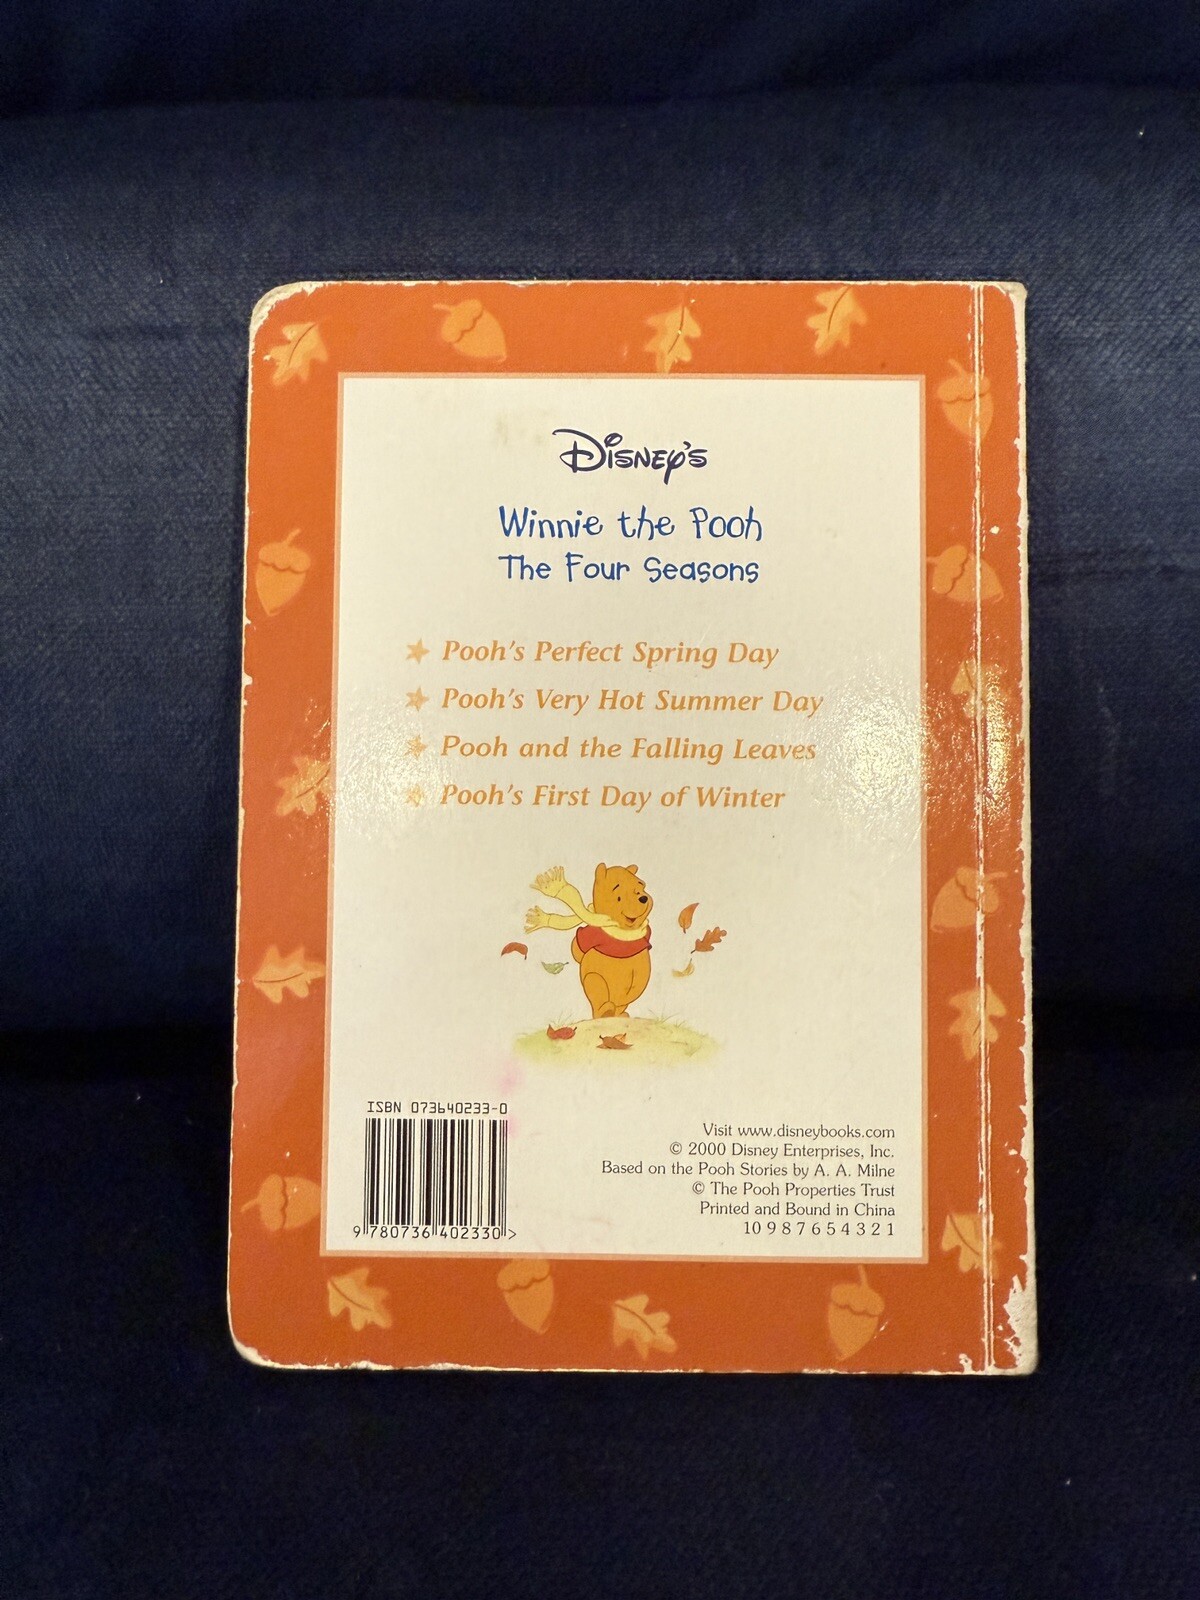 Disney's
Winnie the Pooh
The Four Seasons
Pooh's Perfect Spring Day
Pooh's Very Hot Summer Day
Pooh and the Falling Leaves
Pooh's First Day of Winter
ISBN 073640233-0
9 780736 402330 >
Visit www.disneybooks.com
© 2000 Disney Enterprises, Inc.
Based on the Pooh Stories by A. A. Milne
© The Pooh Properties Trust
Printed and Bound in China
10 9 8 7 6 5 4 3 2 1